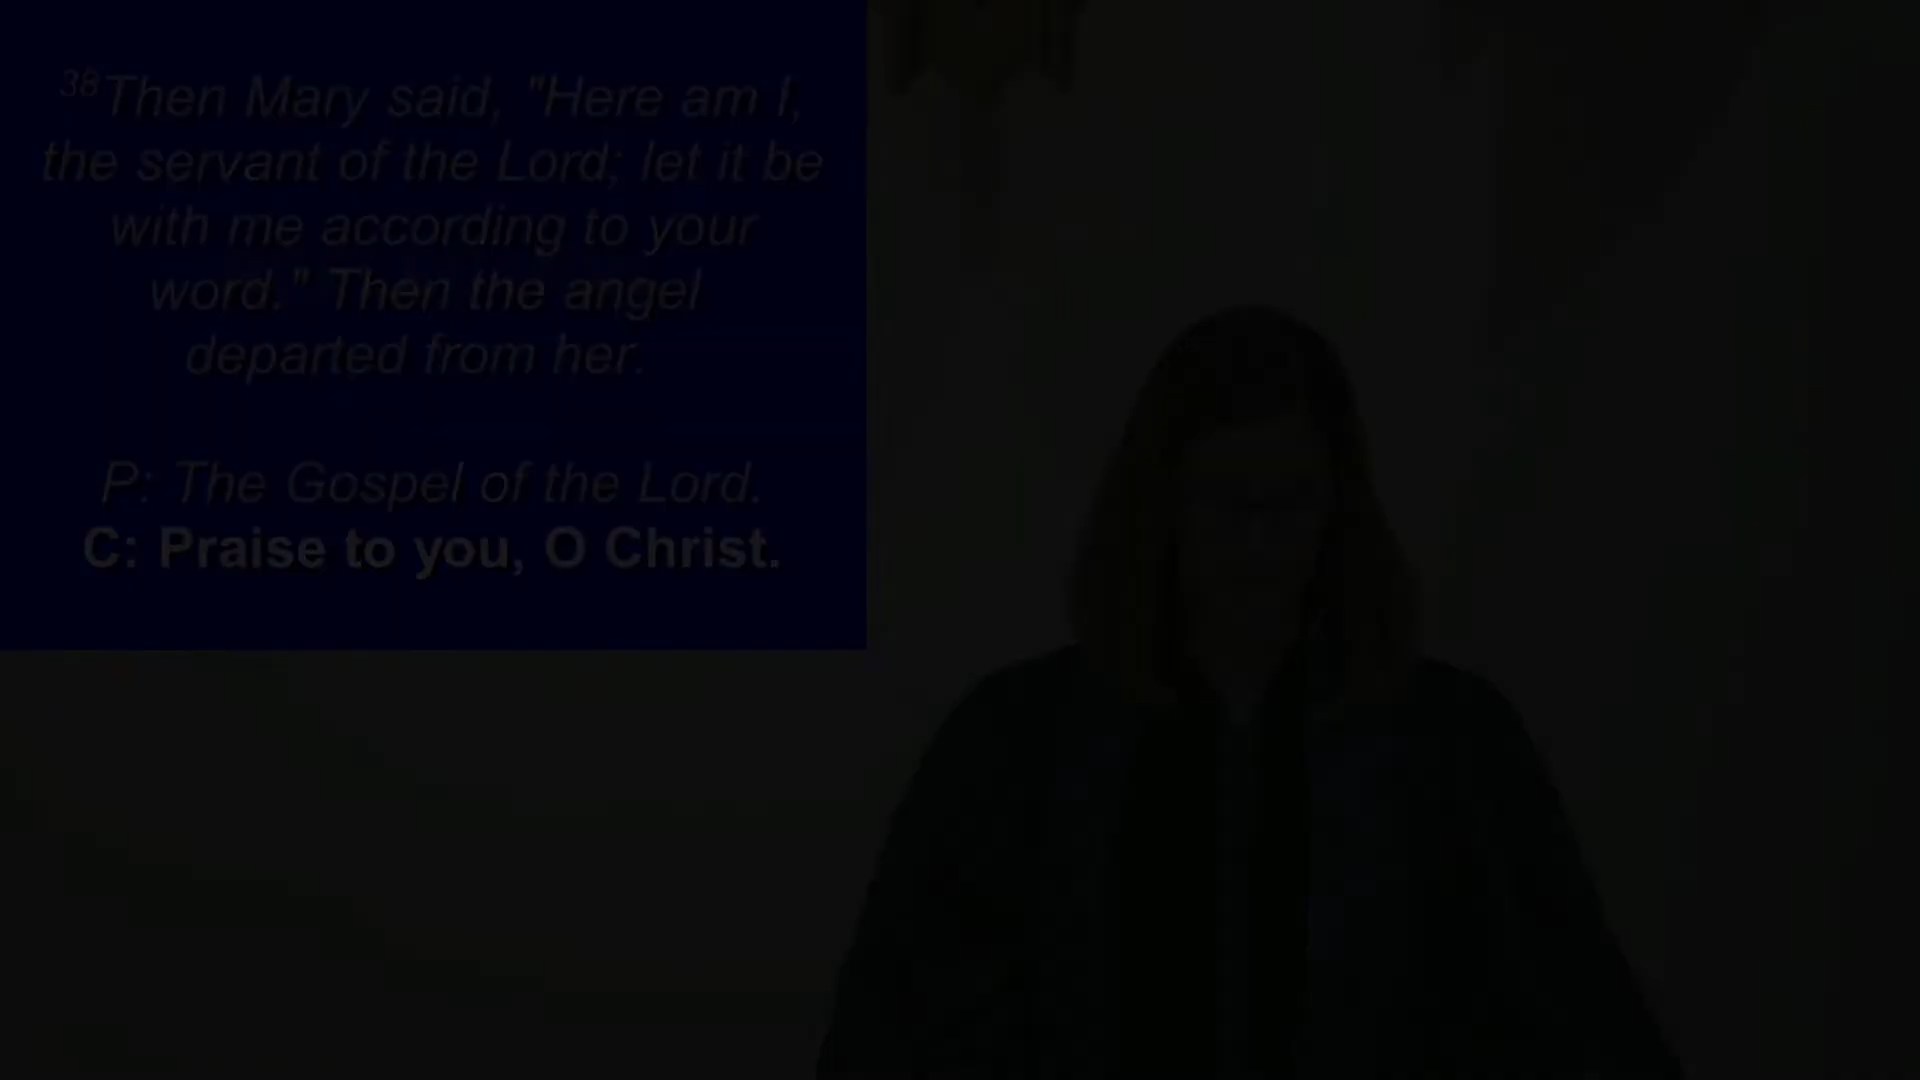 38Then Mary said, "Here am I,
the servant of the Lord; let it be
with me according to your
word." Then the angel
departed from her.
P: The Gospel of the Lord.
C: Praise to you, O Christ.